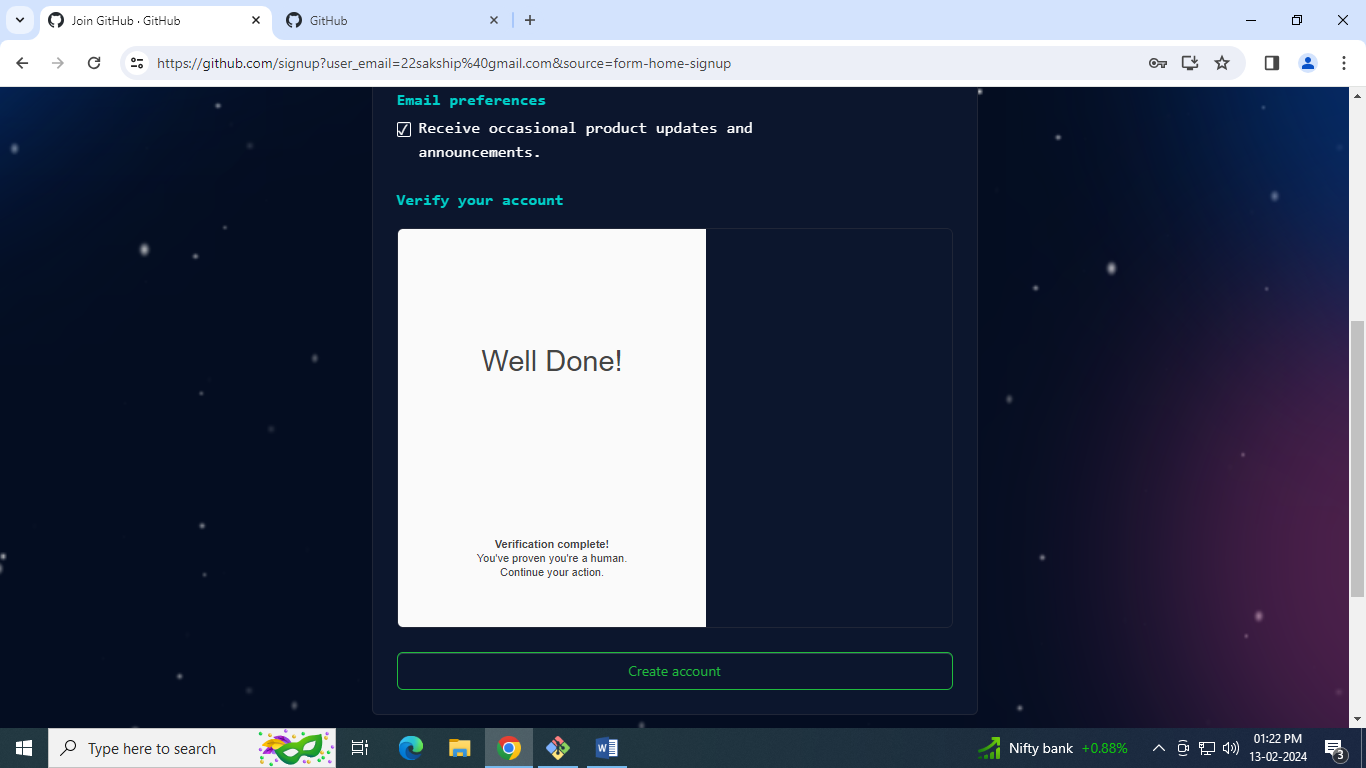 Join GitHub · GitHub
GitHub
https://github.com/signup?user_email=22sakship%40gmail.com&source=form-home-signup
Email preferences
Receive occasional product updates and
announcements.
Verify your account
Well Done!
Verification complete!
You've proven you're a human.
Continue your action.
Create account
Type here to search
Nifty bank +0.88%
01:22 PM
13-02-2024
3